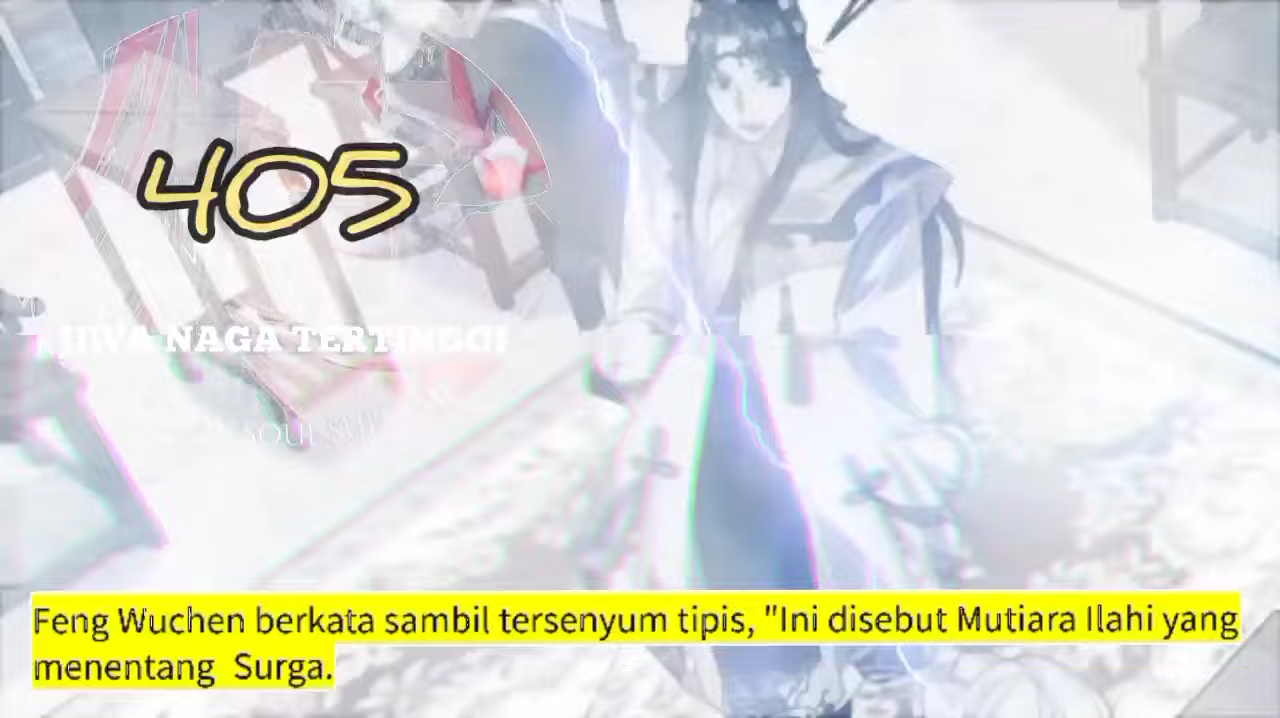 405
JIWA NAGA TERTINGGI
Feng Wuchen berkata sambil tersenyum tipis, "Ini disebut Mutiara Ilahi yang
menentang Surga.